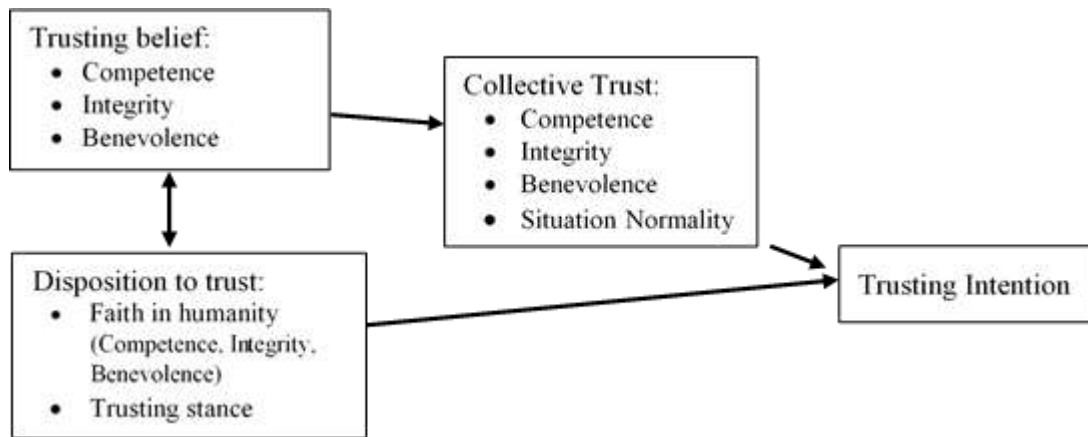 Trusting belief:
• Competence
• Integrity
• Benevolence
Collective Trust:
• Competence
• Integrity
• Benevolence
• Situation Normality
Disposition to trust:
• Faith in humanity
(Competence, Integrity,
Benevolence)
• Trusting stance
Trusting Intention